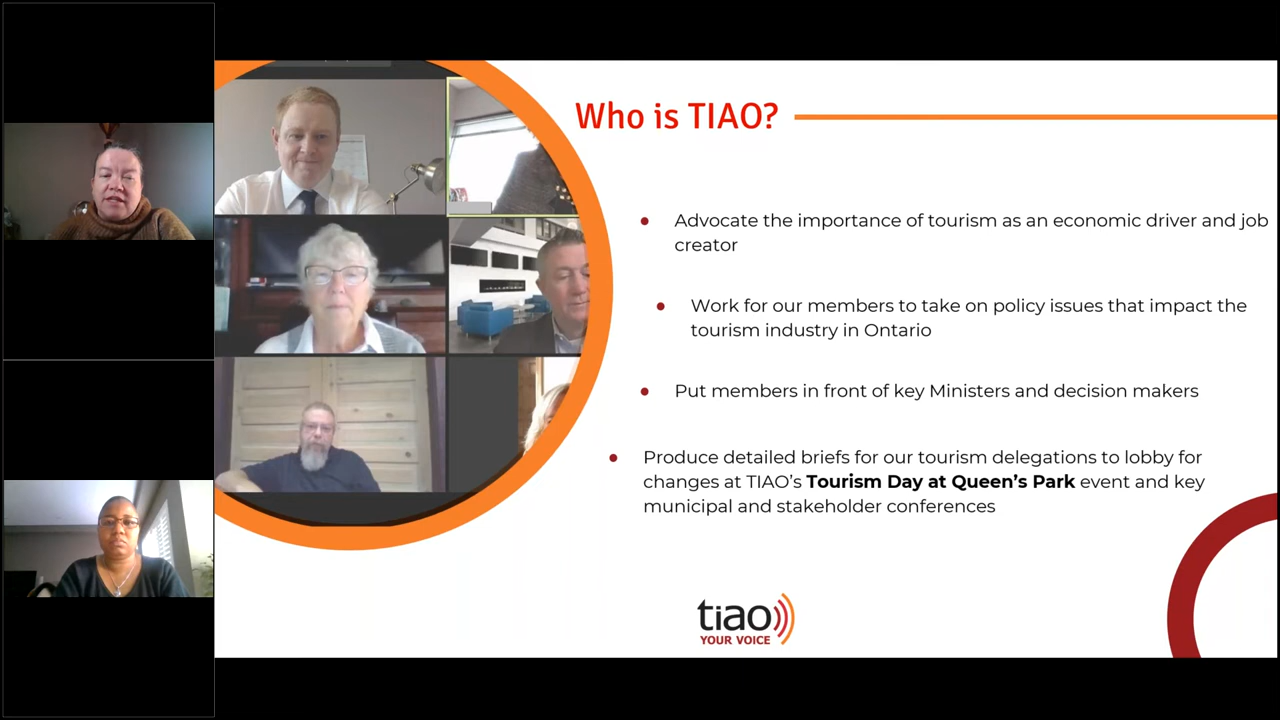 Who is TIAO?
Advocate the importance of tourism as an economic driver and job
creator
Work for our members to take on policy issues that impact the
tourism industry in Ontario
Put members in front of key Ministers and decision makers
Produce detailed briefs for our tourism delegations to lobby for
changes at TIAO’s Tourism Day at Queen’s Park event and key
municipal and stakeholder conferences
tiao
YOUR VOICE